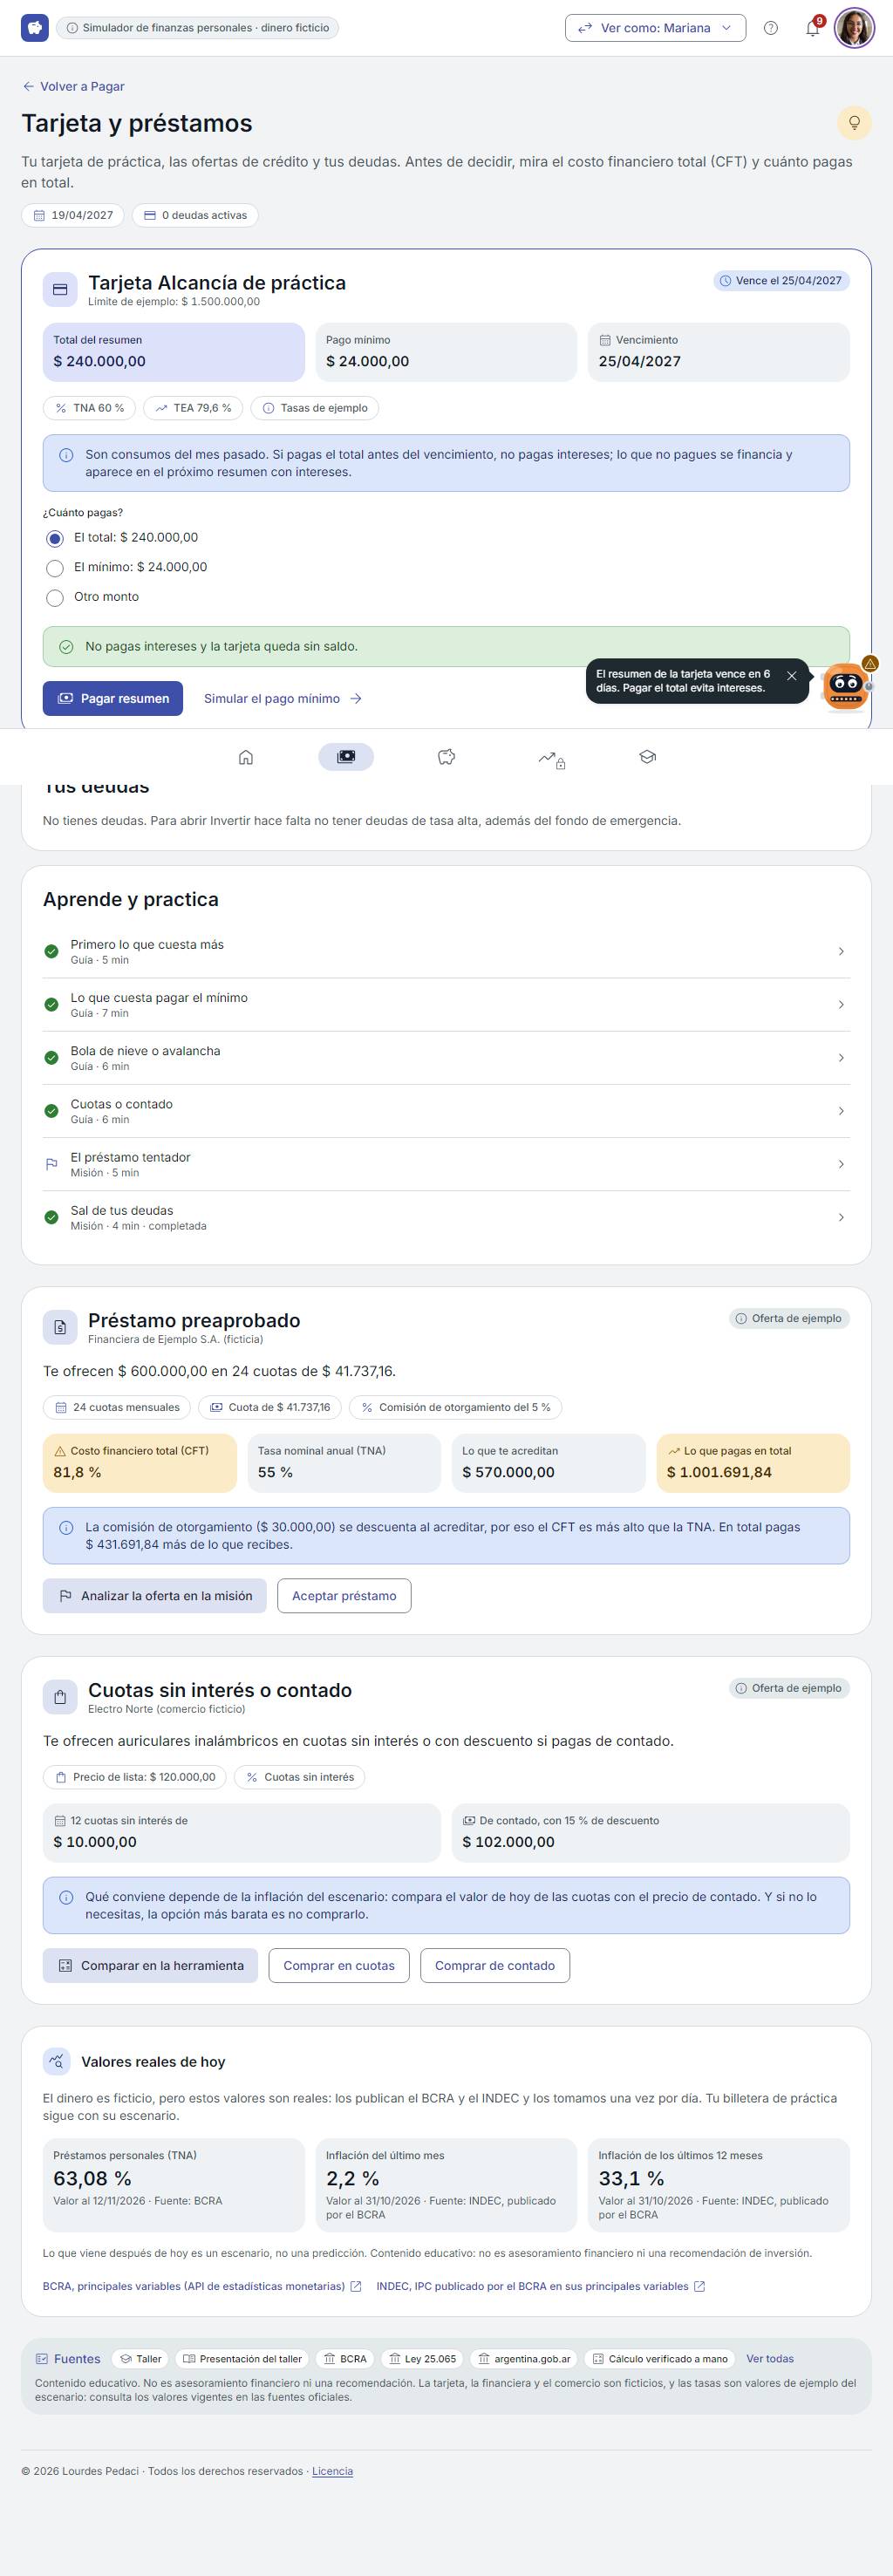 Simulador de finanzas personales · dinero ficticio
Ver como: Mariana
9
Volver a Pagar
Tarjeta y préstamos
Tu tarjeta de práctica, las ofertas de crédito y tus deudas. Antes de decidir, mira el costo financiero total (CFT) y cuánto pagas
en total.
19/04/2027
0 deudas activas
Tarjeta Alcancía de práctica
Límite de ejemplo: $ 1.500.000,00
Vence el 25/04/2027
Total del resumen
$ 240.000,00
Pago mínimo
$ 24.000,00
Vencimiento
25/04/2027
TNA 60 %
TEA 79,6 %
Tasas de ejemplo
Son consumos del mes pasado. Si pagas el total antes del vencimiento, no pagas intereses; lo que no pagues se financia y
aparece en el próximo resumen con intereses.
¿Cuánto pagas?
El total: $ 240.000,00
El mínimo: $ 24.000,00
Otro monto
No pagas intereses y la tarjeta queda sin saldo.
El resumen de la tarjeta vence en 6
días. Pagar el total evita intereses.
Pagar resumen
Simular el pago mínimo
Tus deudas
No tienes deudas. Para abrir Invertir hace falta no tener deudas de tasa alta, además del fondo de emergencia.
Aprende y practica
Primero lo que cuesta más
Guía · 5 min
Lo que cuesta pagar el mínimo
Guía · 7 min
Bola de nieve o avalancha
Guía · 6 min
Cuotas o contado
Guía · 6 min
El préstamo tentador
Misión · 5 min
Sal de tus deudas
Misión · 4 min · completada
Préstamo preaprobado
Financiera de Ejemplo S.A. (ficticia)
Oferta de ejemplo
Te ofrecen $ 600.000,00 en 24 cuotas de $ 41.737,16.
24 cuotas mensuales
Cuota de $ 41.737,16
Comisión de otorgamiento del 5 %
Costo financiero total (CFT)
81,8 %
Tasa nominal anual (TNA)
55 %
Lo que te acreditan
$ 570.000,00
Lo que pagas en total
$ 1.001.691,84
La comisión de otorgamiento ($ 30.000,00) se descuenta al acreditar, por eso el CFT es más alto que la TNA. En total pagas
$ 431.691,84 más de lo que recibes.
Analizar la oferta en la misión
Aceptar préstamo
Cuotas sin interés o contado
Electro Norte (comercio ficticio)
Oferta de ejemplo
Te ofrecen auriculares inalámbricos en cuotas sin interés o con descuento si pagas de contado.
Precio de lista: $ 120.000,00
Cuotas sin interés
12 cuotas sin interés de
$ 10.000,00
De contado, con 15 % de descuento
$ 102.000,00
Qué conviene depende de la inflación del escenario: compara el valor de hoy de las cuotas con el precio de contado. Y si no lo
necesitas, la opción más barata es no comprarlo.
Comparar en la herramienta
Comprar en cuotas
Comprar de contado
Valores reales de hoy
El dinero es ficticio, pero estos valores son reales: los publican el BCRA y el INDEC y los tomamos una vez por día. Tu billetera de práctica
sigue con su escenario.
Préstamos personales (TNA)
63,08 %
Valor al 12/11/2026 · Fuente: BCRA
Inflación del último mes
2,2 %
Valor al 31/10/2026 · Fuente: INDEC, publicado
por el BCRA
Inflación de los últimos 12 meses
33,1 %
Valor al 31/10/2026 · Fuente: INDEC, publicado
por el BCRA
Lo que viene después de hoy es un escenario, no una predicción. Contenido educativo: no es asesoramiento financiero ni una recomendación de inversión.
BCRA, principales variables (API de estadísticas monetarias)
INDEC, IPC publicado por el BCRA en sus principales variables
Fuentes
Taller
Presentación del taller
BCRA
Ley 25.065
argentina.gob.ar
Cálculo verificado a mano
Ver todas
Contenido educativo. No es asesoramiento financiero ni una recomendación. La tarjeta, la financiera y el comercio son ficticios, y las tasas son valores de ejemplo del
escenario: consulta los valores vigentes en las fuentes oficiales.
© 2026 Lourdes Pedaci · Todos los derechos reservados · Licencia